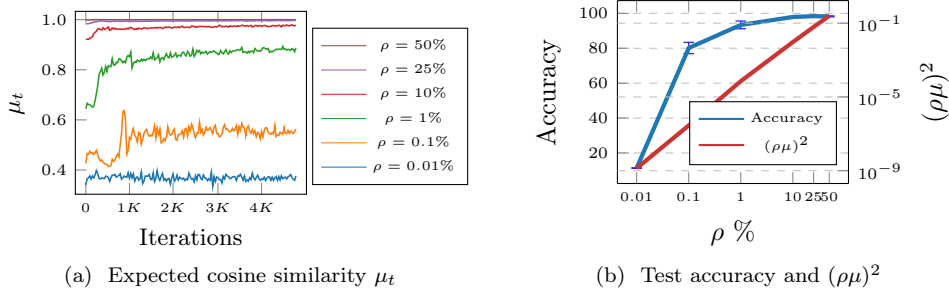 1.0
0.8
0.6
0.4
μt
0
1K
2K
3K
4K
Iterations
ρ = 50%
ρ = 25%
ρ = 10%
ρ = 1%
ρ = 0.1%
ρ = 0.01%
(a) Expected cosine similarity μt
100
80
60
40
20
Accuracy
10−1
10−5
10−9
(ρμ)2
Accuracy
(ρμ)2
0.01
0.1
1
10
25
50
ρ %
(b) Test accuracy and (ρμ)2